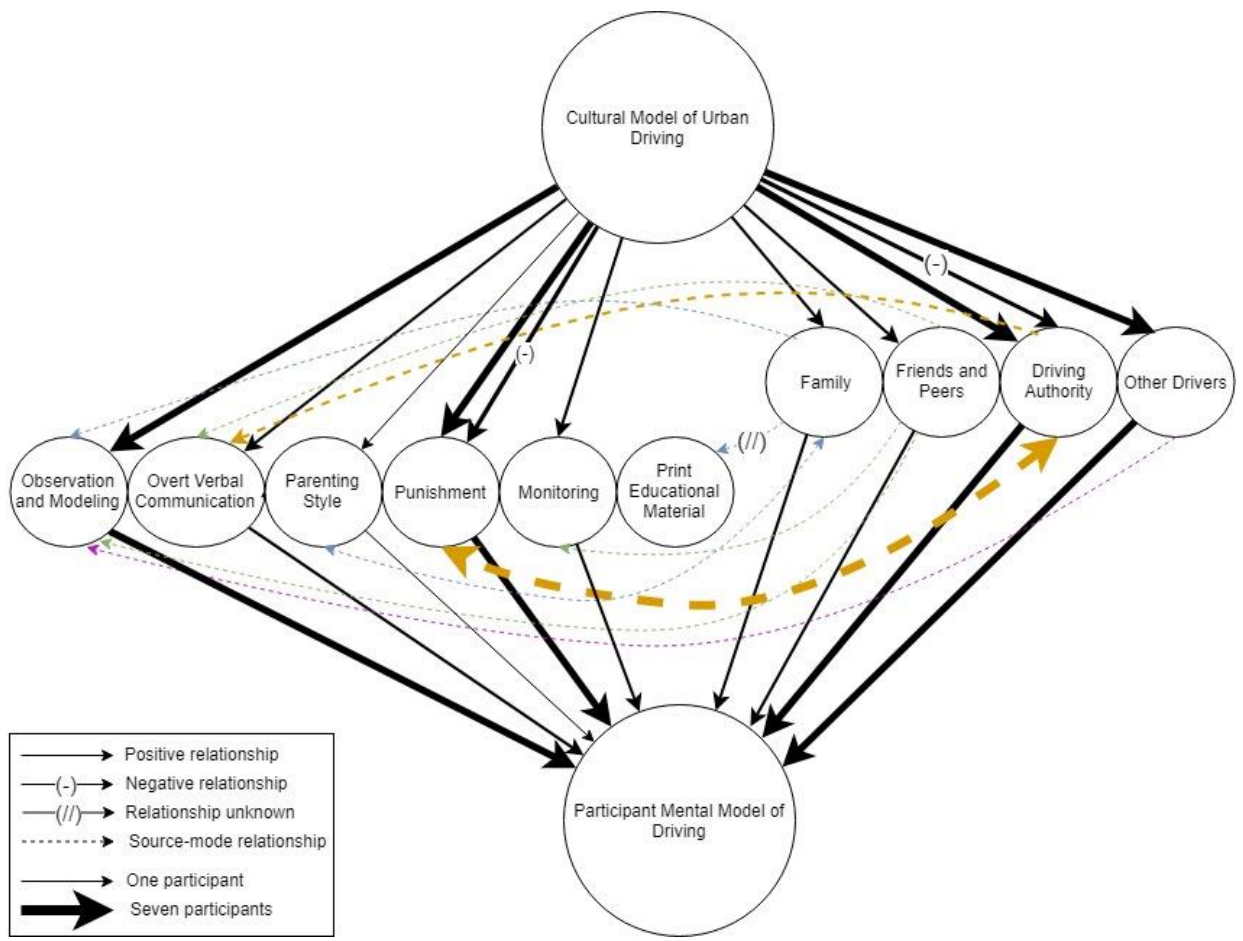 Cultural Model of Urban
Driving
(-)
(-)
Family
Friends and
Peers
Driving
Authority
Other Drivers
(//)
Observation
and Modeling
Overt Verbal
Communication
Parenting
Style
Punishment
Monitoring
Print
Educational
Material
Participant Mental Model of
Driving
Positive relationship
(-)
Negative relationship
(//)
Relationship unknown
Source-mode relationship
One participant
Seven participants